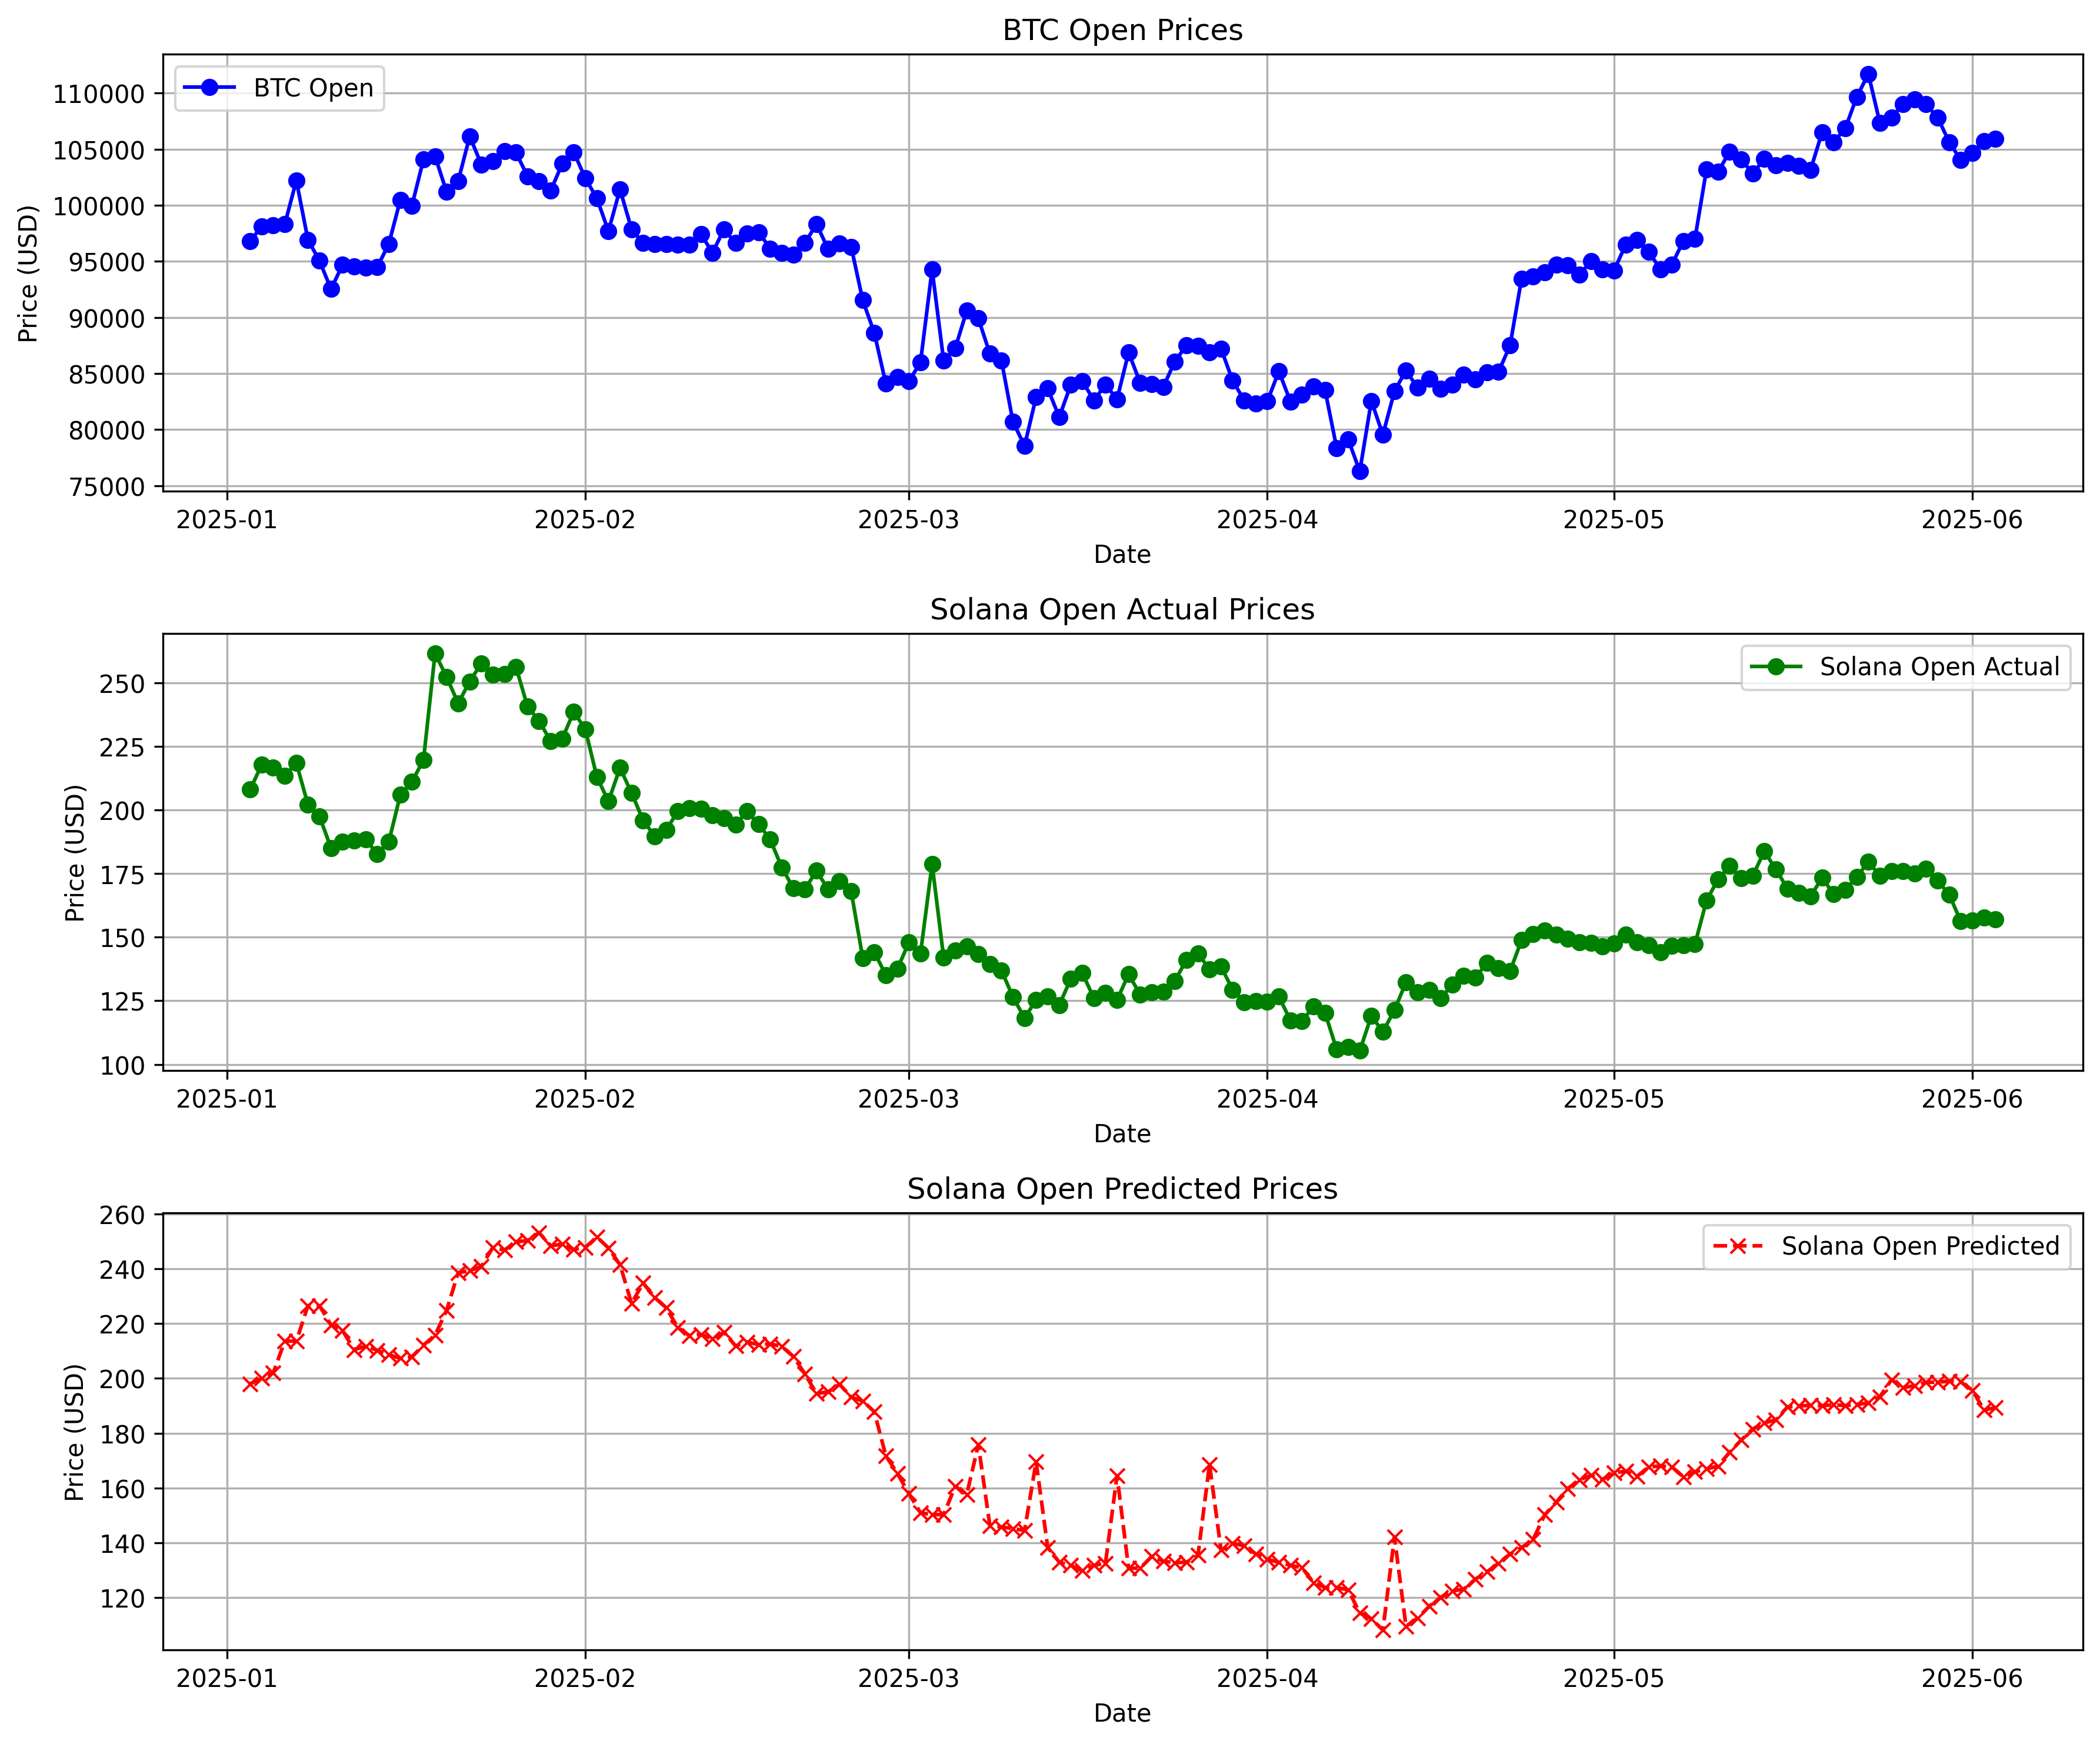 BTC Open Prices
BTC Open
Price (USD)
110000
105000
100000
95000
90000
85000
80000
75000
2025-01 2025-02 2025-03 2025-04 2025-05 2025-06
Date
Solana Open Actual Prices
Solana Open Actual
Price (USD)
250
225
200
175
150
125
100
2025-01 2025-02 2025-03 2025-04 2025-05 2025-06
Date
Solana Open Predicted Prices
Solana Open Predicted
Price (USD)
260
240
220
200
180
160
140
120
2025-01 2025-02 2025-03 2025-04 2025-05 2025-06
Date